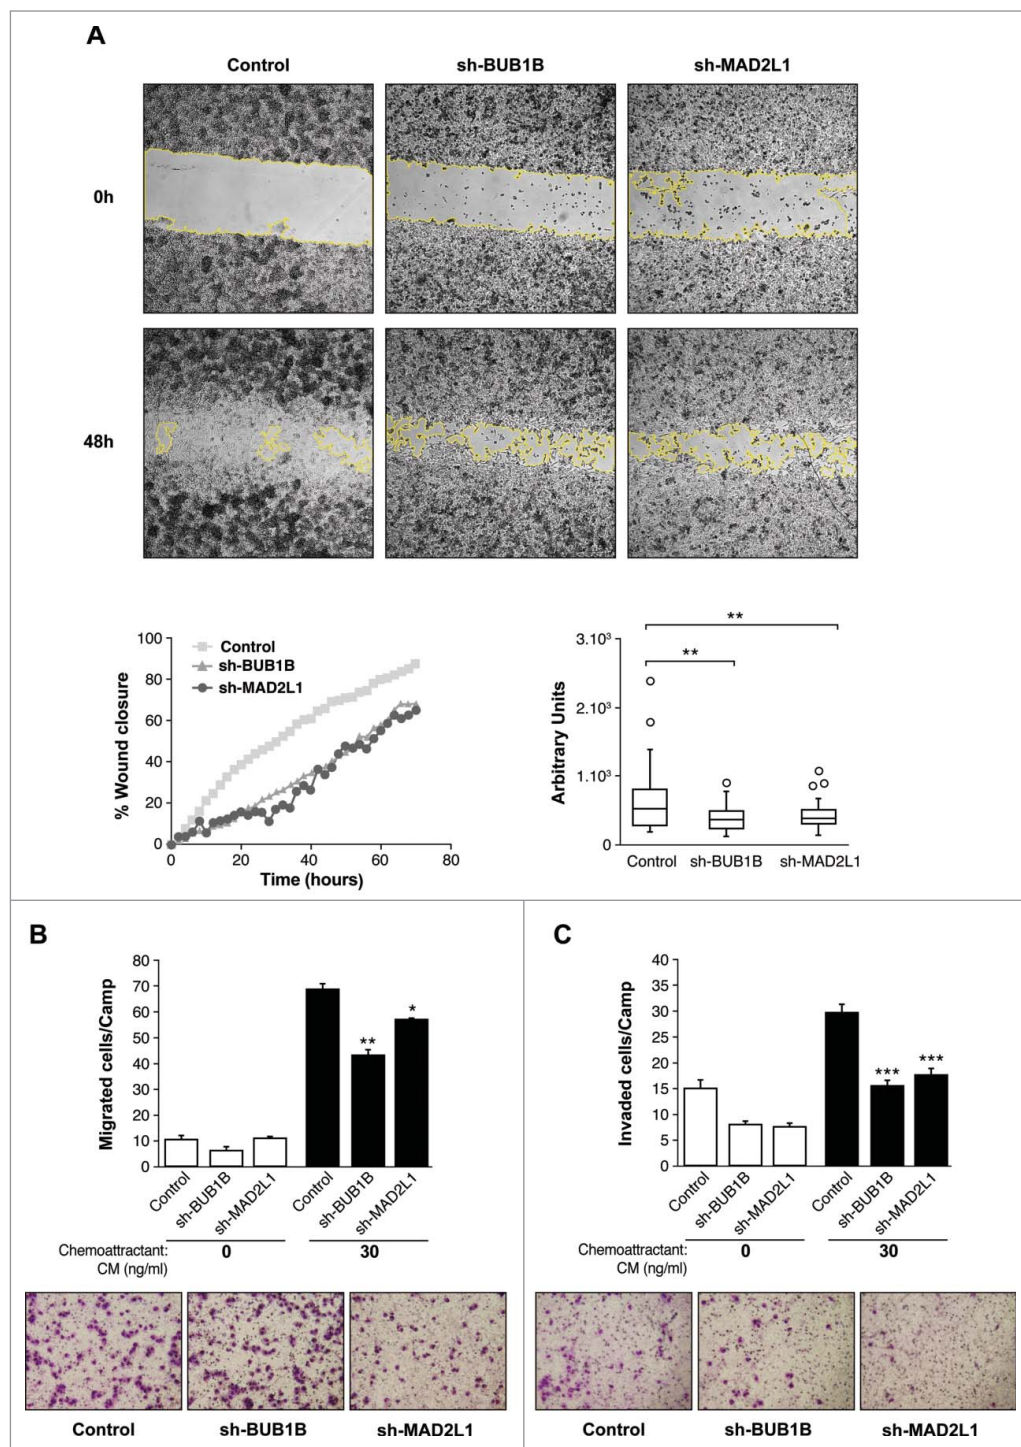 A
Control sh-BUB1B sh-MAD2L1
0h
48h
% Wound closure
100
80
60
40
20
0
Control
sh-BUB1B
sh-MAD2L1
0 20 40 60 80
Time (hours)
Arbitrary Units
3.10³
2.10³
1.10³
0
**
**
Control sh-BUB1B sh-MAD2L1
B
Migrated cells/Camp
80
70
60
50
40
30
20
10
0
**
*
Control sh-BUB1B sh-MAD2L1 Control sh-BUB1B sh-MAD2L1
Chemoattractant: 0 30
CM (ng/ml)
Control sh-BUB1B sh-MAD2L1
C
Invaded cells/Camp
40
35
30
25
20
15
10
5
0
***
***
Control sh-BUB1B sh-MAD2L1 Control sh-BUB1B sh-MAD2L1
Chemoattractant: 0 30
CM (ng/ml)
Control sh-BUB1B sh-MAD2L1